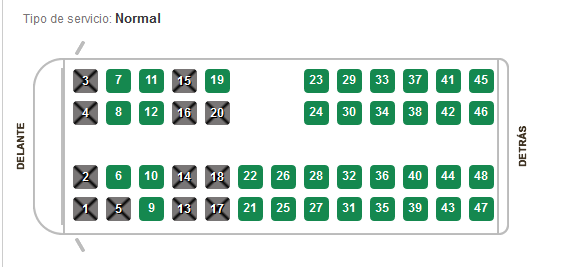 Tipo de servicio: Normal
DELANTE
3 7 11 15 19 23 29 33 37 41 45
4 8 12 16 20 24 30 34 38 42 46
2 6 10 14 18 22 26 28 32 36 40 44 48
1 5 9 13 17 21 25 27 31 35 39 43 47
DETRÁS